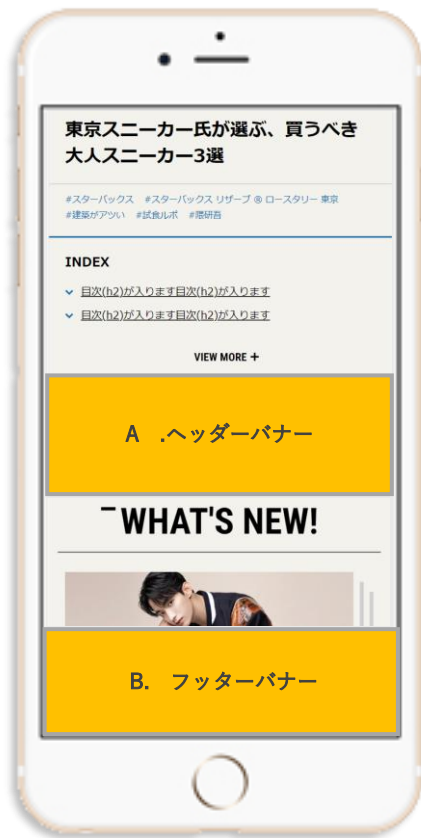 東京スニーカー氏が選ぶ、買うべき
大人スニーカー3選
#スターバックス #スターバックス リザーブ ® ロースタリー 東京
#建築がアツい #試食ルポ #隈研吾
INDEX
目次(h2)が入ります目次(h2)が入ります
目次(h2)が入ります目次(h2)が入ります
VIEW MORE +
A .ヘッダーバナー
WHAT'S NEW!
B. フッターバナー